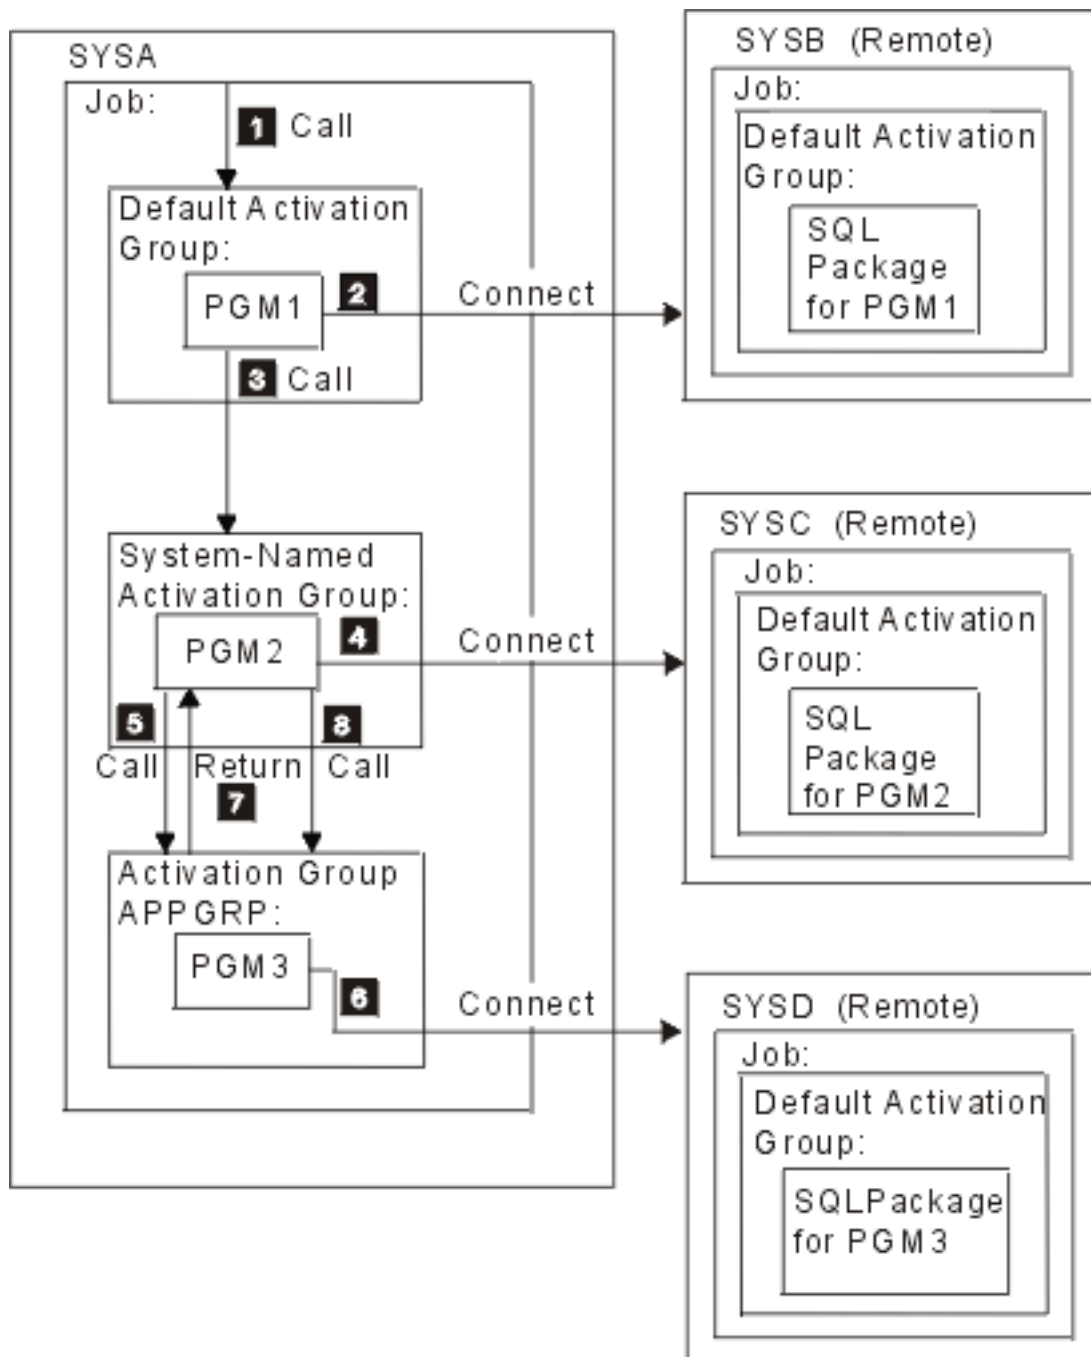 SYSA
Job:
1 Call
Default Activation
Group:
PGM1
2
Connect
3 Call
System-Named
Activation Group:
PGM2
4
Connect
5
8
Call
Return
Call
7
Activation Group
APPGRP:
PGM3
6
Connect
SYSB (Remote)
Job:
Default Activation
Group:
SQL
Package
for PGM1
SYSC (Remote)
Job:
Default Activation
Group:
SQL
Package
for PGM2
SYSD (Remote)
Job:
Default Activation
Group:
SQLPackage
for PGM3